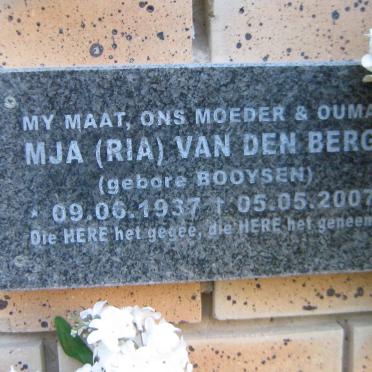 MY MAAT, ONS MOEDER & OUMA
MJA (RIA) VAN DEN BERG
(gebore BOOYSEN)
* 09.06.1937 † 05.05.2007
Die HERE het gegee, die HERE het geneem